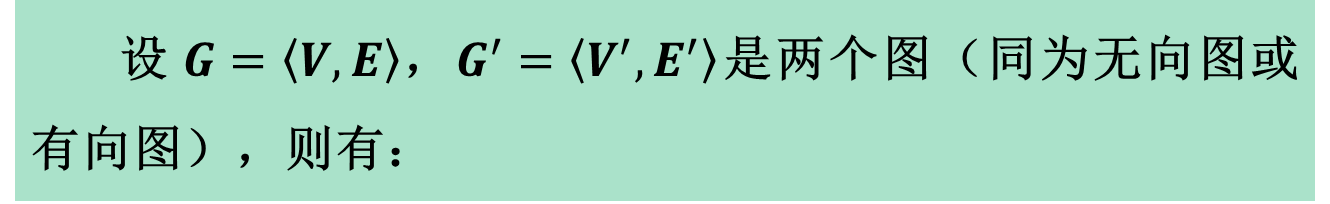 设 G = ⟨V, E⟩，G′ = ⟨V′, E′⟩是两个图（同为无向图或
有向图），则有：